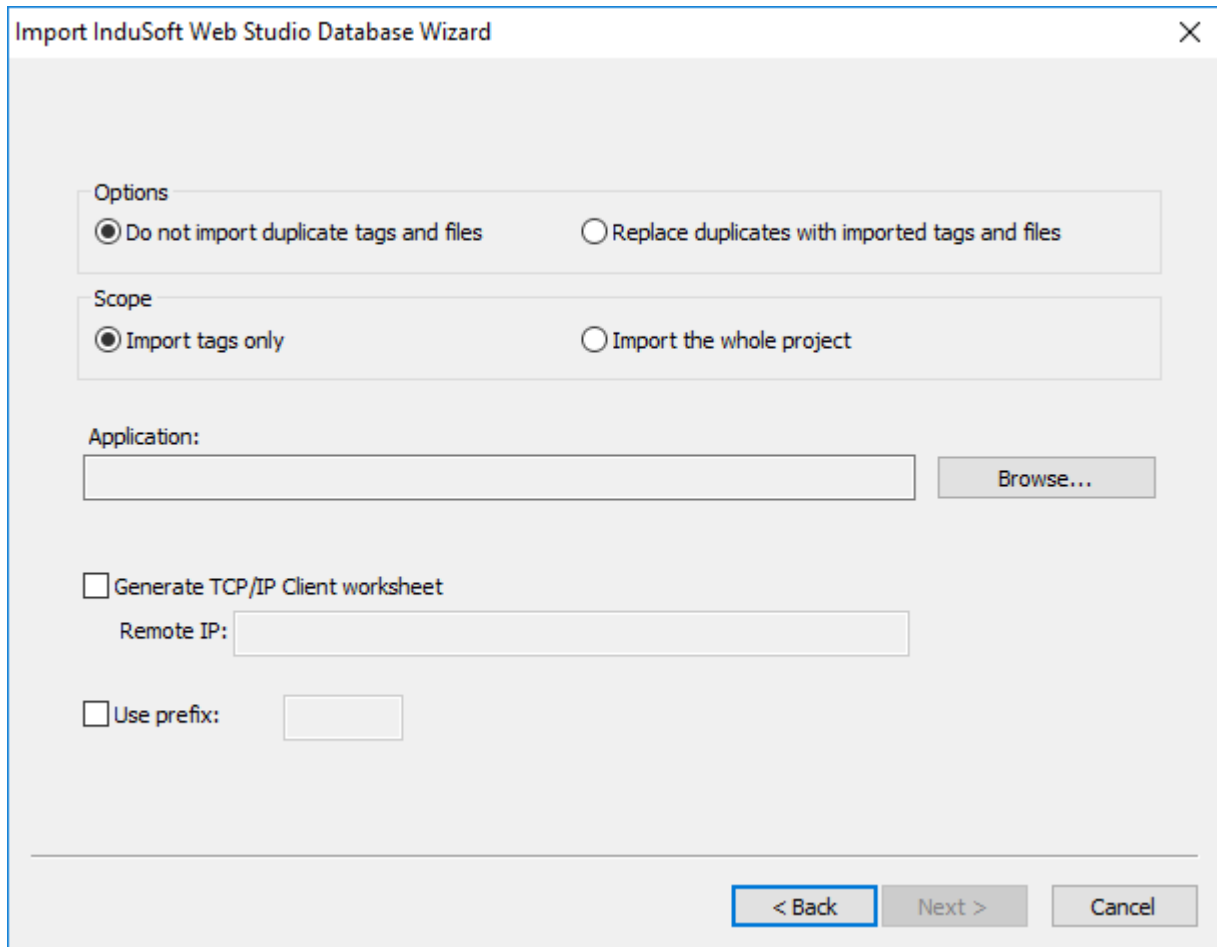 Import InduSoft Web Studio Database Wizard
Options
Do not import duplicate tags and files Replace duplicates with imported tags and files
Scope
Import tags only Import the whole project
Application:
Browse...
Generate TCP/IP Client worksheet
Remote IP:
Use prefix:
< Back Next > Cancel